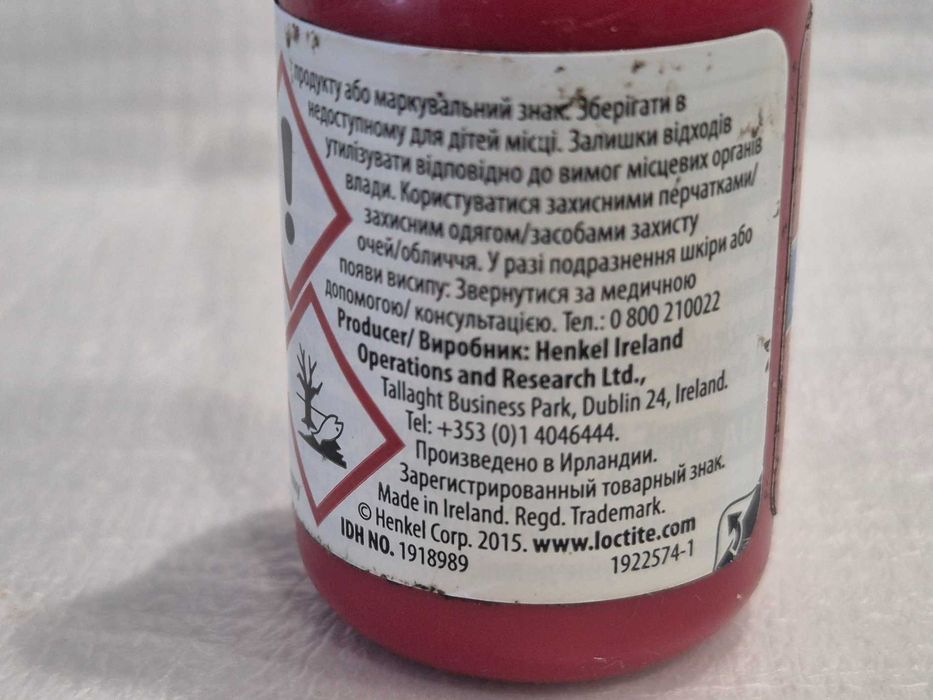 продукту або маркувальний знак. Зберігати в
недоступному для дітей місці. Залишки відходів
утилізувати відповідно до вимог місцевих органів
влади. Користуватися захисними перчатками/
захисним одягом/засобами захисту
очей/обличчя. У разі подразнення шкіри або
появи висипу: Звернутися за медичною
допомогою/ консультацією. Тел.: 0 800 210022
Producer/ Виробник: Henkel Ireland
Operations and Research Ltd.,
Tallaght Business Park, Dublin 24, Ireland.
Tel: +353 (0)1 4046444.
Произведено в Ирландии.
Зарегистрированный товарный знак.
Made in Ireland. Regd. Trademark.
© Henkel Corp. 2015. www.loctite.com
IDH NO. 1918989
1922574-1